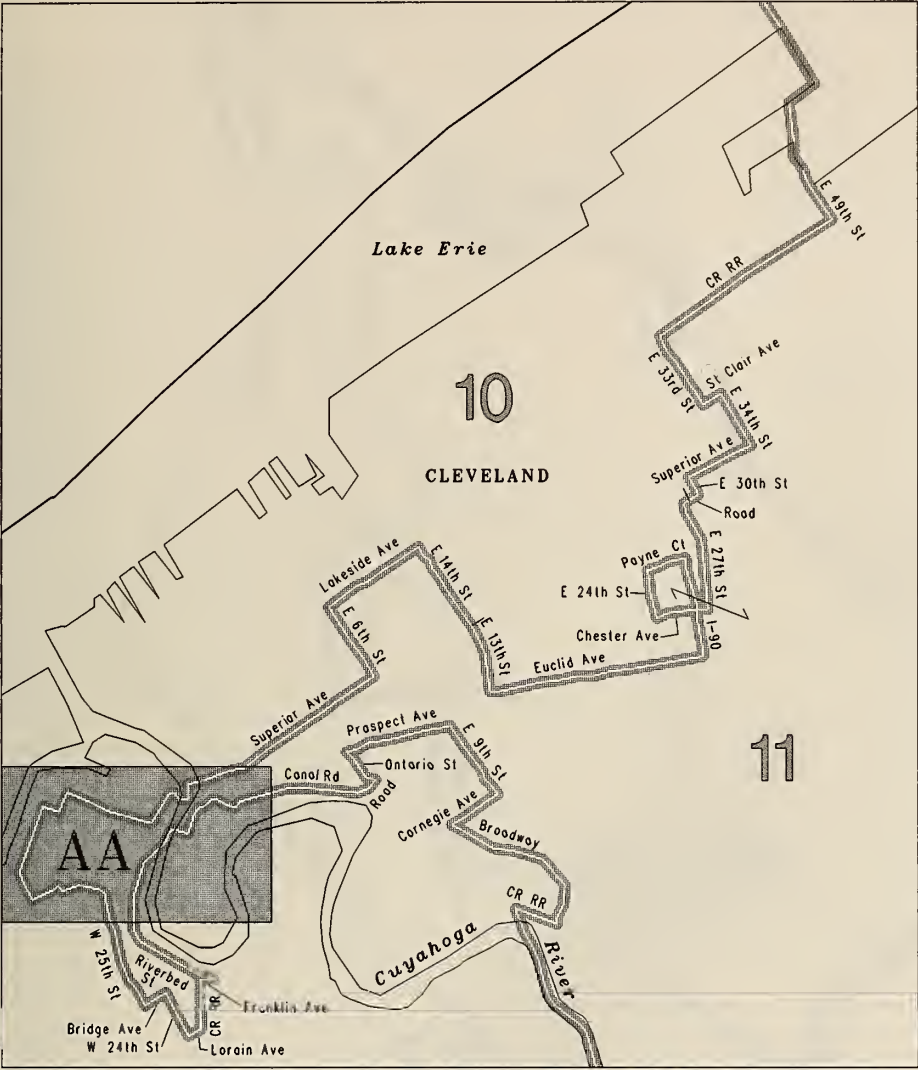 E 49th St
Lake Erie
CR RR
St Clair Ave
E 33rd St
E 34th St
10
CLEVELAND
Superior Ave
E 30th St
Road
E 27th St
Payne Ct
Lakeside Ave
E 14th St
E 24th St
E 6th St
E 13th St
Chester Ave
I-90
Euclid Ave
Superior Ave
Prospect Ave
E 9th St
11
Ontario St
Canal Rd
Road
Carnegie Ave
Broadway
AA
CR RR
Cuyahoga
River
W 25th St
Riverbed St
Franklin Ave
CR RR
Bridge Ave
W 24th St
Lorain Ave